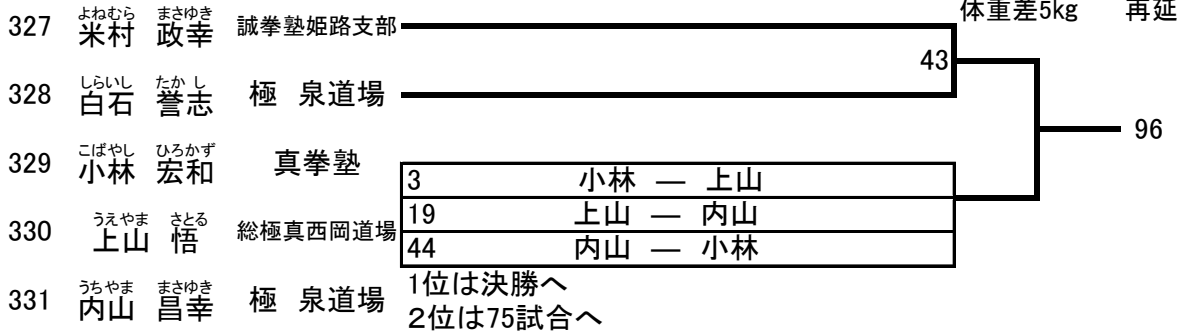 体重差5kg 再延
327 米村 政幸 誠拳塾姫路支部
よねむら まさゆき
43
328 白石 誉志 極 泉道場
しらいし たかし
96
329 小林 宏和 真拳塾
こばやし ひろかず
3 小林 ― 上山
19 上山 ― 内山
330 上山 悟 総極真西岡道場
うえやま さとる
44 内山 ― 小林
331 内山 昌幸 極 泉道場
うちやま まさゆき
1位は決勝へ
２位は75試合へ